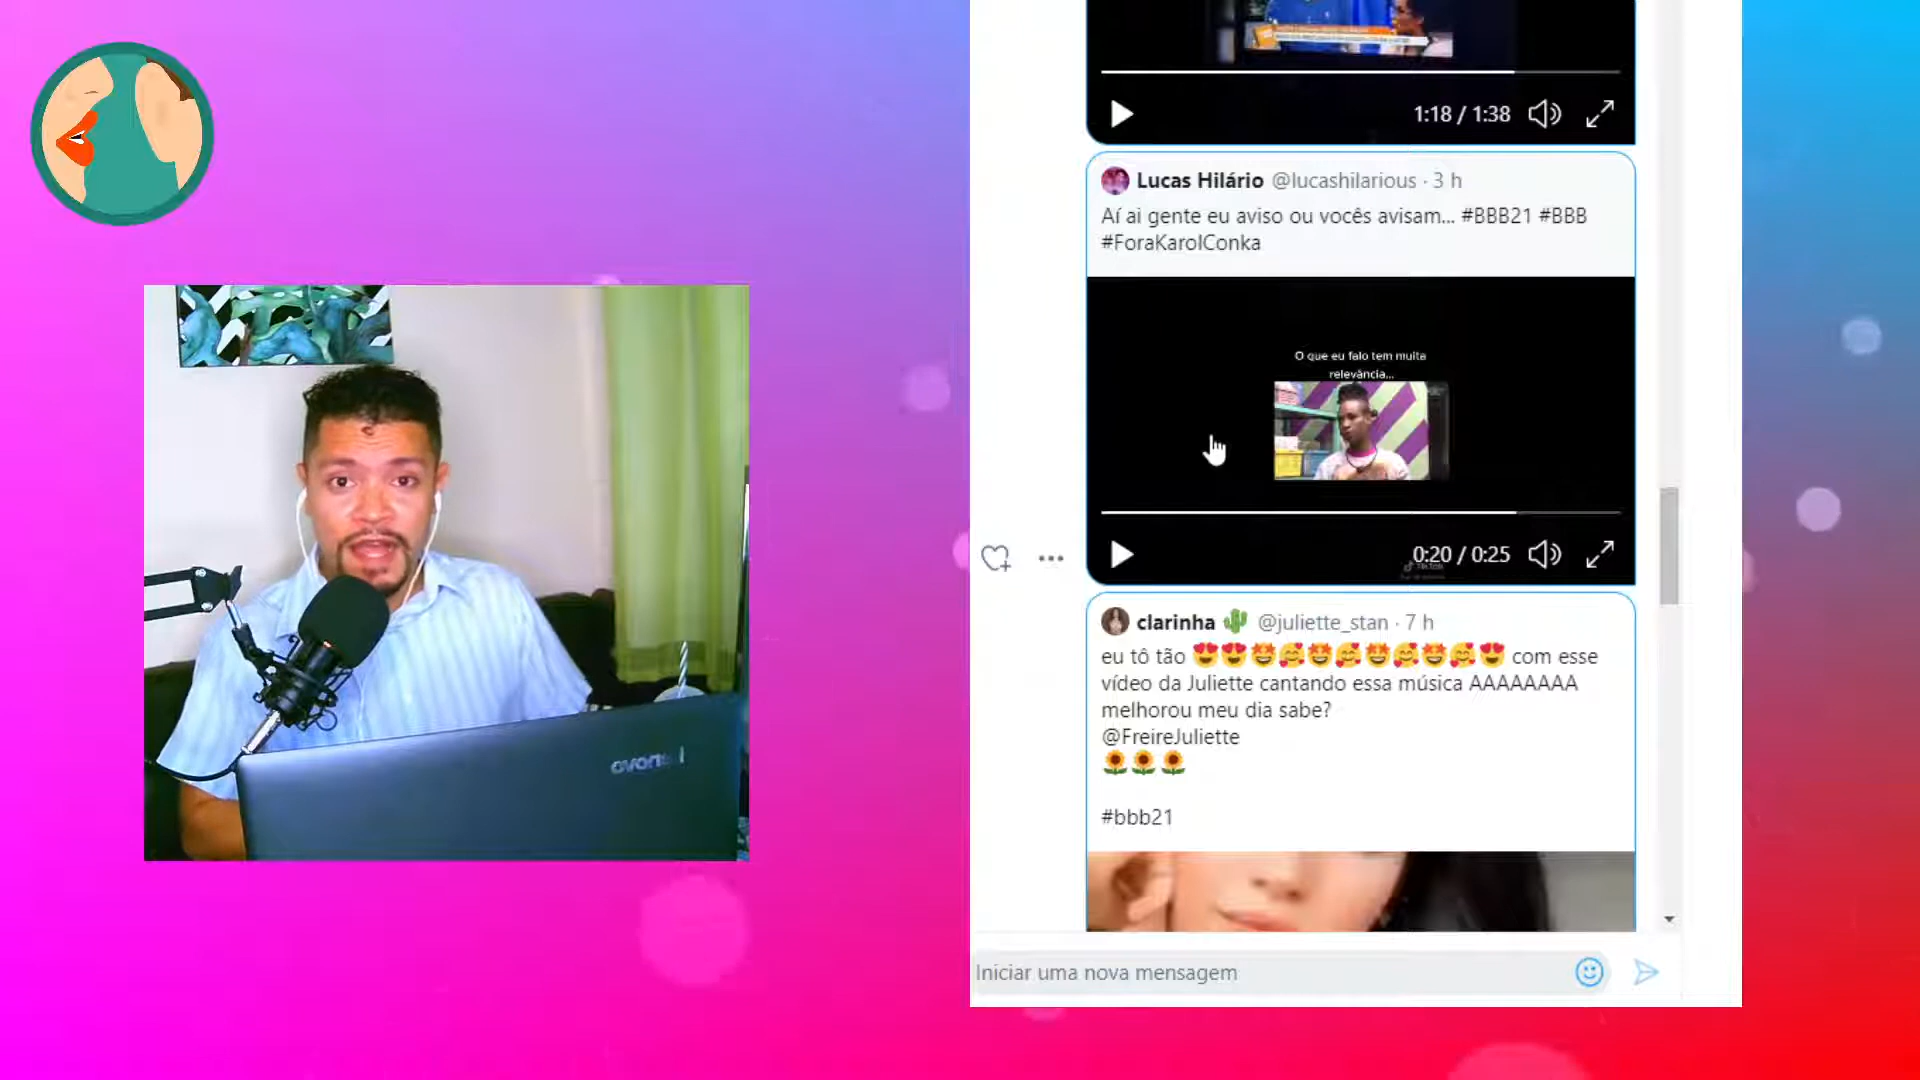 1:18 / 1:38
Lucas Hilário @lucashilarious · 3 h
Aí ai gente eu aviso ou vocês avisam... #BBB21 #BBB
#ForaKarolConka
O que eu falo tem muita
relevância...
0:20 / 0:25
TikTok
clarinha 🌵 @juliette_stan · 7 h
eu tô tão 😍😍🤩🥰🤩🥰🤩🥰🤩🥰😍 com esse
vídeo da Juliette cantando essa música AAAAAAAA
melhorou meu dia sabe?
@FreireJuliette
🌻🌻🌻
#bbb21
Iniciar uma nova mensagem